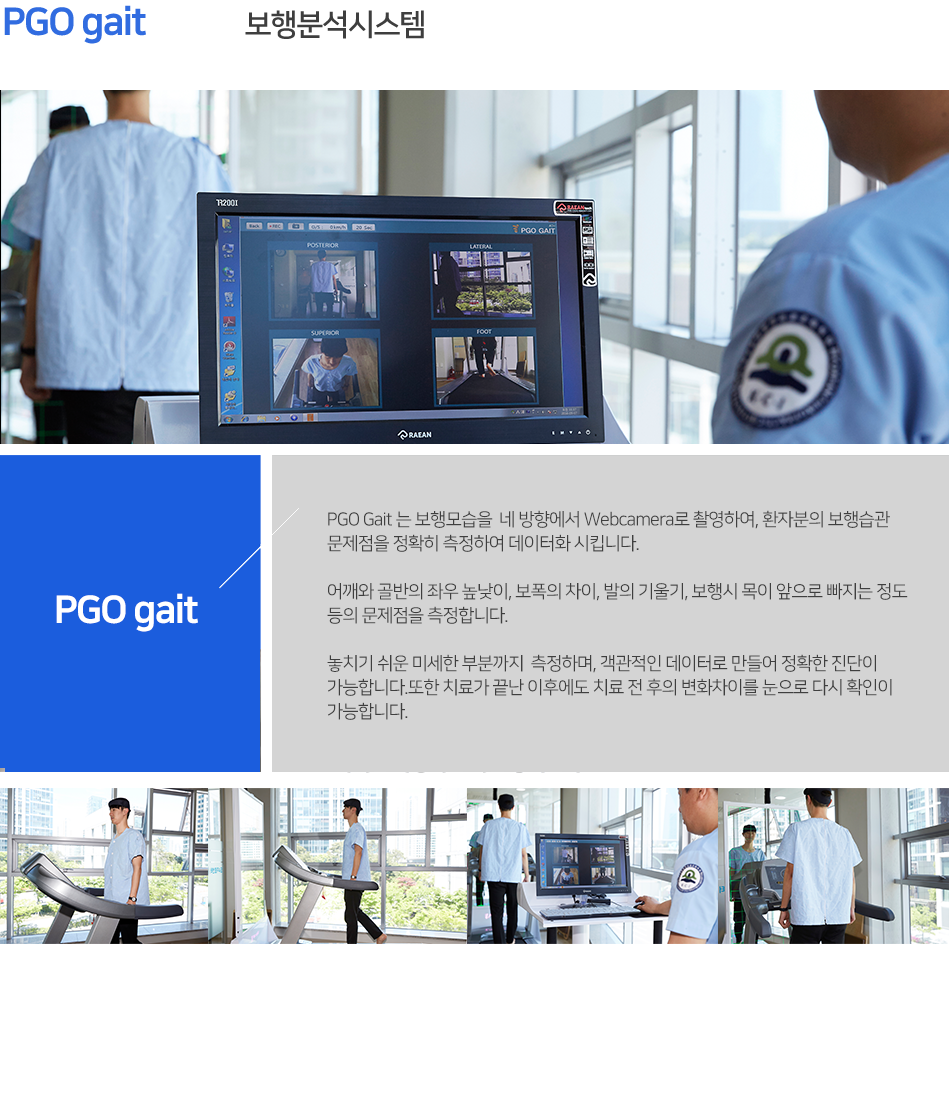 PGO gait
보행분석시스템
TR200I
RAEAN
Back
REC
0 km/h
20 Sec
PGO GAIT
POSTERIOR
LATERAL
SUPERIOR
FOOT
RAEAN
PGO gait
PGO Gait 는 보행모습을 네 방향에서 Webcamera로 촬영하여, 환자분의 보행습관
문제점을 정확히 측정하여 데이터화 시킵니다.
어깨와 골반의 좌우 높낮이, 보폭의 차이, 발의 기울기, 보행시 목이 앞으로 빠지는 정도
등의 문제점을 측정합니다.
놓치기 쉬운 미세한 부분까지 측정하며, 객관적인 데이터로 만들어 정확한 진단이
가능합니다.또한 치료가 끝난 이후에도 치료 전 후의 변화차이를 눈으로 다시 확인이
가능합니다.